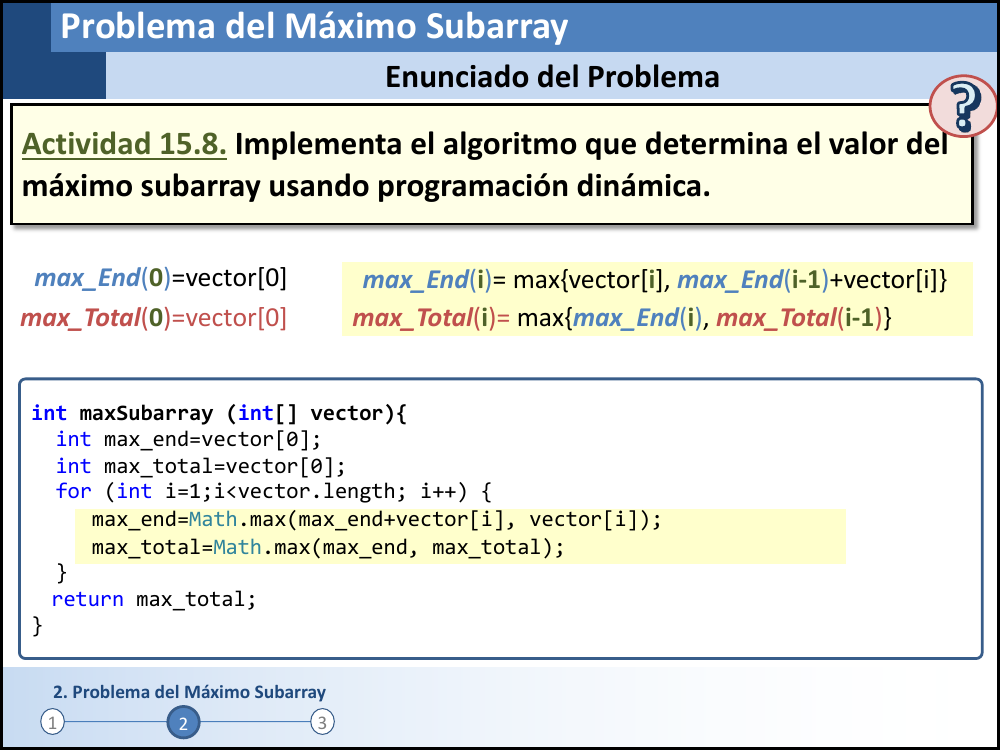 Problema del Máximo Subarray
Enunciado del Problema
?
Actividad 15.8. Implementa el algoritmo que determina el valor del
máximo subarray usando programación dinámica.
max_End(0)=vector[0]
max_End(i)= max{vector[i], max_End(i-1)+vector[i]}
max_Total(0)=vector[0]
max_Total(i)= max{max_End(i), max_Total(i-1)}
int maxSubarray (int[] vector){
int max_end=vector[0];
int max_total=vector[0];
for (int i=1;i<vector.length; i++) {
max_end=Math.max(max_end+vector[i], vector[i]);
max_total=Math.max(max_end, max_total);
}
return max_total;
}
2. Problema del Máximo Subarray
1 2 3